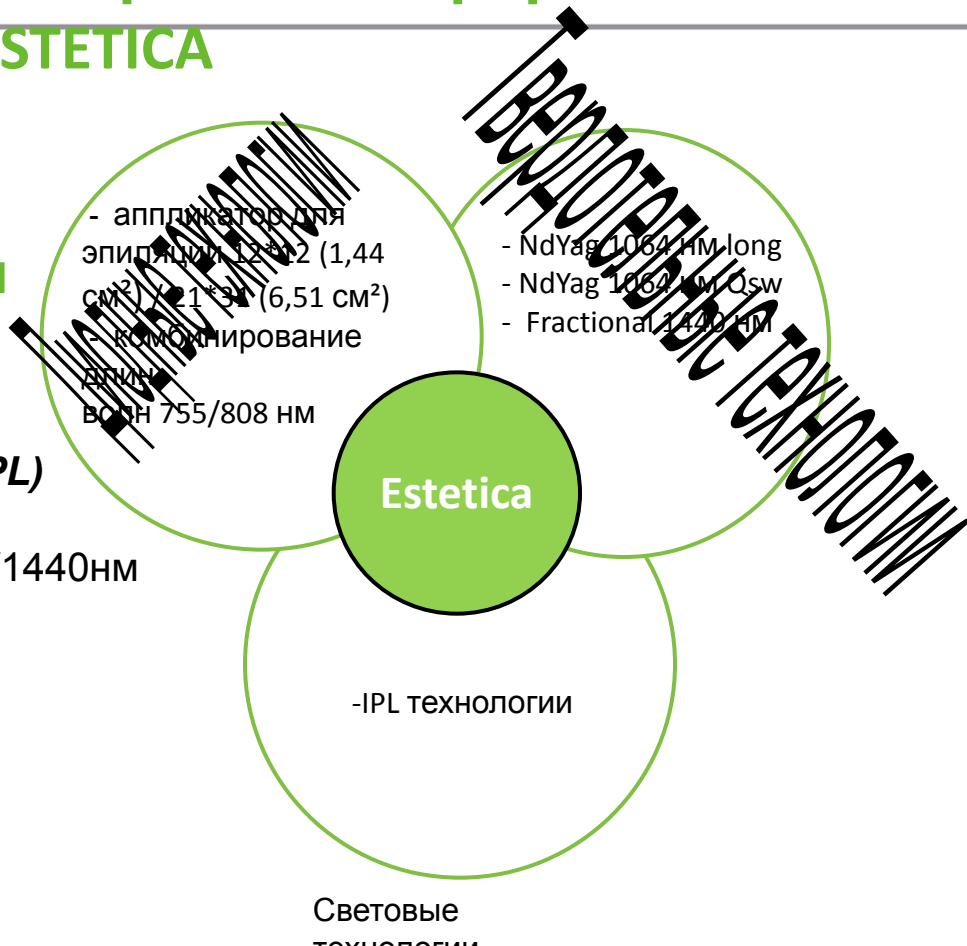 STETICA
- аппликатор для
эпиляции 12*12 (1,44
см²) / 21*31 (6,51 см²)
- комбинирование
длин
волн 755/808 нм
Твердотельные технологии
- NdYag 1064 нм long
- NdYag 1064 нм Qsw
- Fractional 1440 нм
PL)
/1440нм
Estetica
-IPL технологии
Световые
технологии